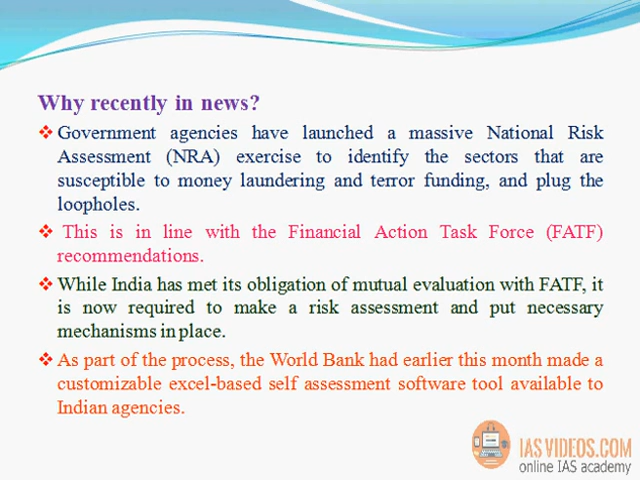 Why recently in news?
Government agencies have launched a massive National Risk
Assessment (NRA) exercise to identify the sectors that are
susceptible to money laundering and terror funding, and plug the
loopholes.
This is in line with the Financial Action Task Force (FATF)
recommendations.
While India has met its obligation of mutual evaluation with FATF, it
is now required to make a risk assessment and put necessary
mechanisms in place.
As part of the process, the World Bank had earlier this month made a
customizable excel-based self assessment software tool available to
Indian agencies.
IASVIDEOS.COM
online IAS academy